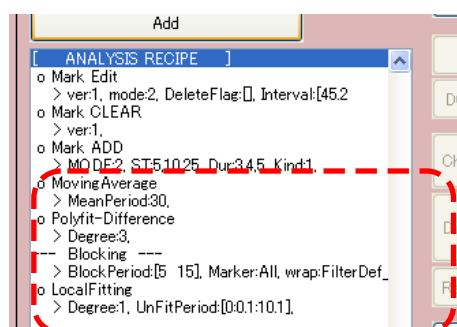 Add
[ ANALYSIS RECIPE ]
o Mark Edit
> ver:1, mode:2, DeleteFlag:[], Interval:[45.2
o Mark CLEAR
> ver:1,
o Mark ADD
> MODE:2, ST:5,10,25, Dur:3,4,5, Kind:1,
o MovingAverage
> MeanPeriod:30,
o Polyfit-Difference
> Degree:3,
--- Blocking ---
> BlockPeriod:[5 15], Marker:All, wrap:FilterDef_
o LocalFitting
> Degree:1, UnFitPeriod:[0:0.1:10.1],